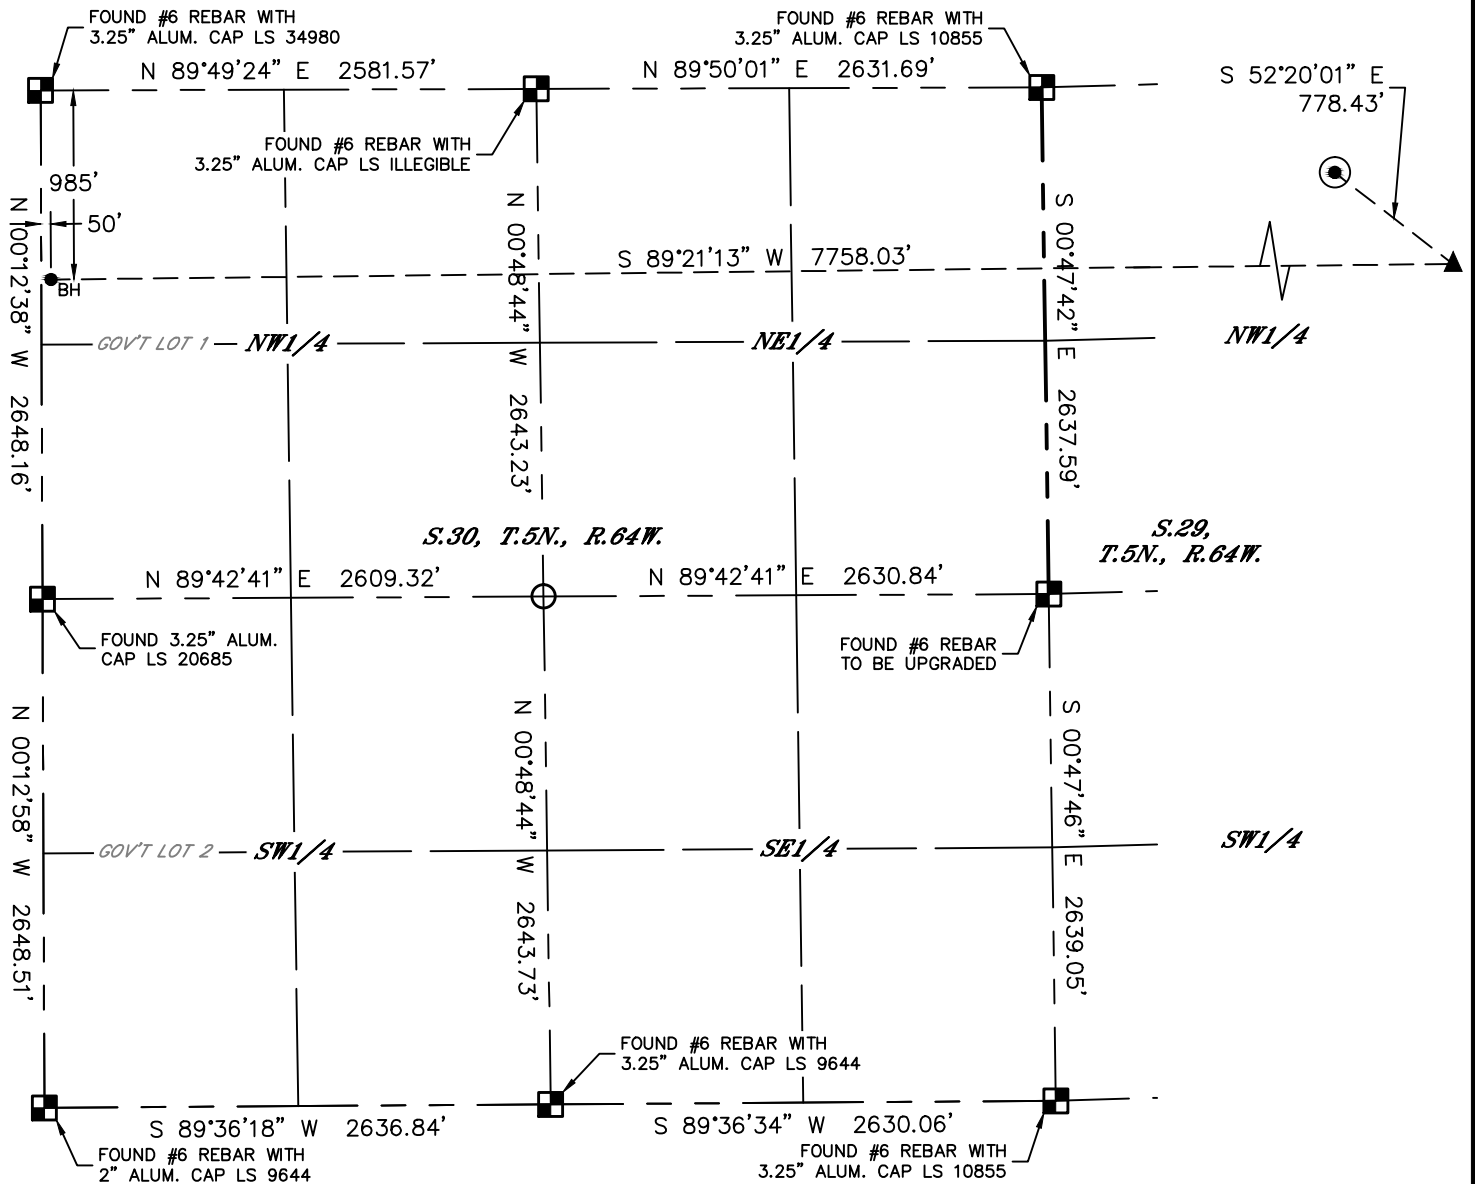 FOUND #6 REBAR WITH
3.25" ALUM. CAP LS 34980
FOUND #6 REBAR WITH
3.25" ALUM. CAP LS 10855
N 89°49'24" E 2581.57'
N 89°50'01" E 2631.69'
S 52°20'01" E
778.43'
FOUND #6 REBAR WITH
3.25" ALUM. CAP LS ILLEGIBLE
985'
50'
BH
N 00°12'38" W 2648.16'
N 00°48'44" W 2643.23'
S 00°47'42" E 2637.59'
S 89°21'13" W 7758.03'
GOV'T LOT 1
NW1/4
NE1/4
NW1/4
S.30, T.5N., R.64W.
S.29,
T.5N., R.64W.
N 89°42'41" E 2609.32'
N 89°42'41" E 2630.84'
FOUND 3.25" ALUM.
CAP LS 20685
FOUND #6 REBAR
TO BE UPGRADED
N 00°12'58" W 2648.51'
N 00°48'44" W 2643.73'
S 00°47'46" E 2639.05'
GOV'T LOT 2
SW1/4
SE1/4
SW1/4
FOUND #6 REBAR WITH
3.25" ALUM. CAP LS 9644
S 89°36'18" W 2636.84'
S 89°36'34" W 2630.06'
FOUND #6 REBAR WITH
2" ALUM. CAP LS 9644
FOUND #6 REBAR WITH
3.25" ALUM. CAP LS 10855